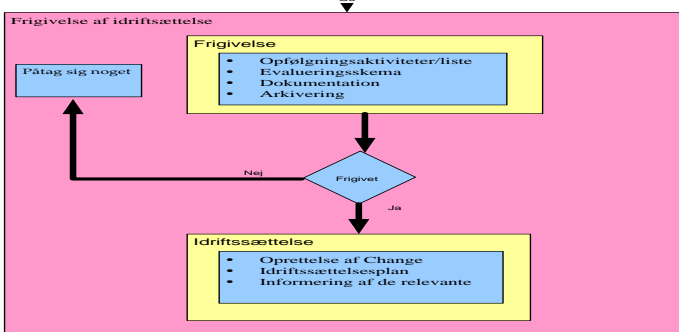 Frigivelse af idriftsættelse
Frigivelse
• Opfølgningsaktiviteter/liste
• Evalueringsskema
• Dokumentation
• Arkivering
Påtag sig noget
Nej
Frigivet
Ja
Idriftssættelse
• Oprettelse af Change
• Idriftssættelsesplan
• Informering af de relevante